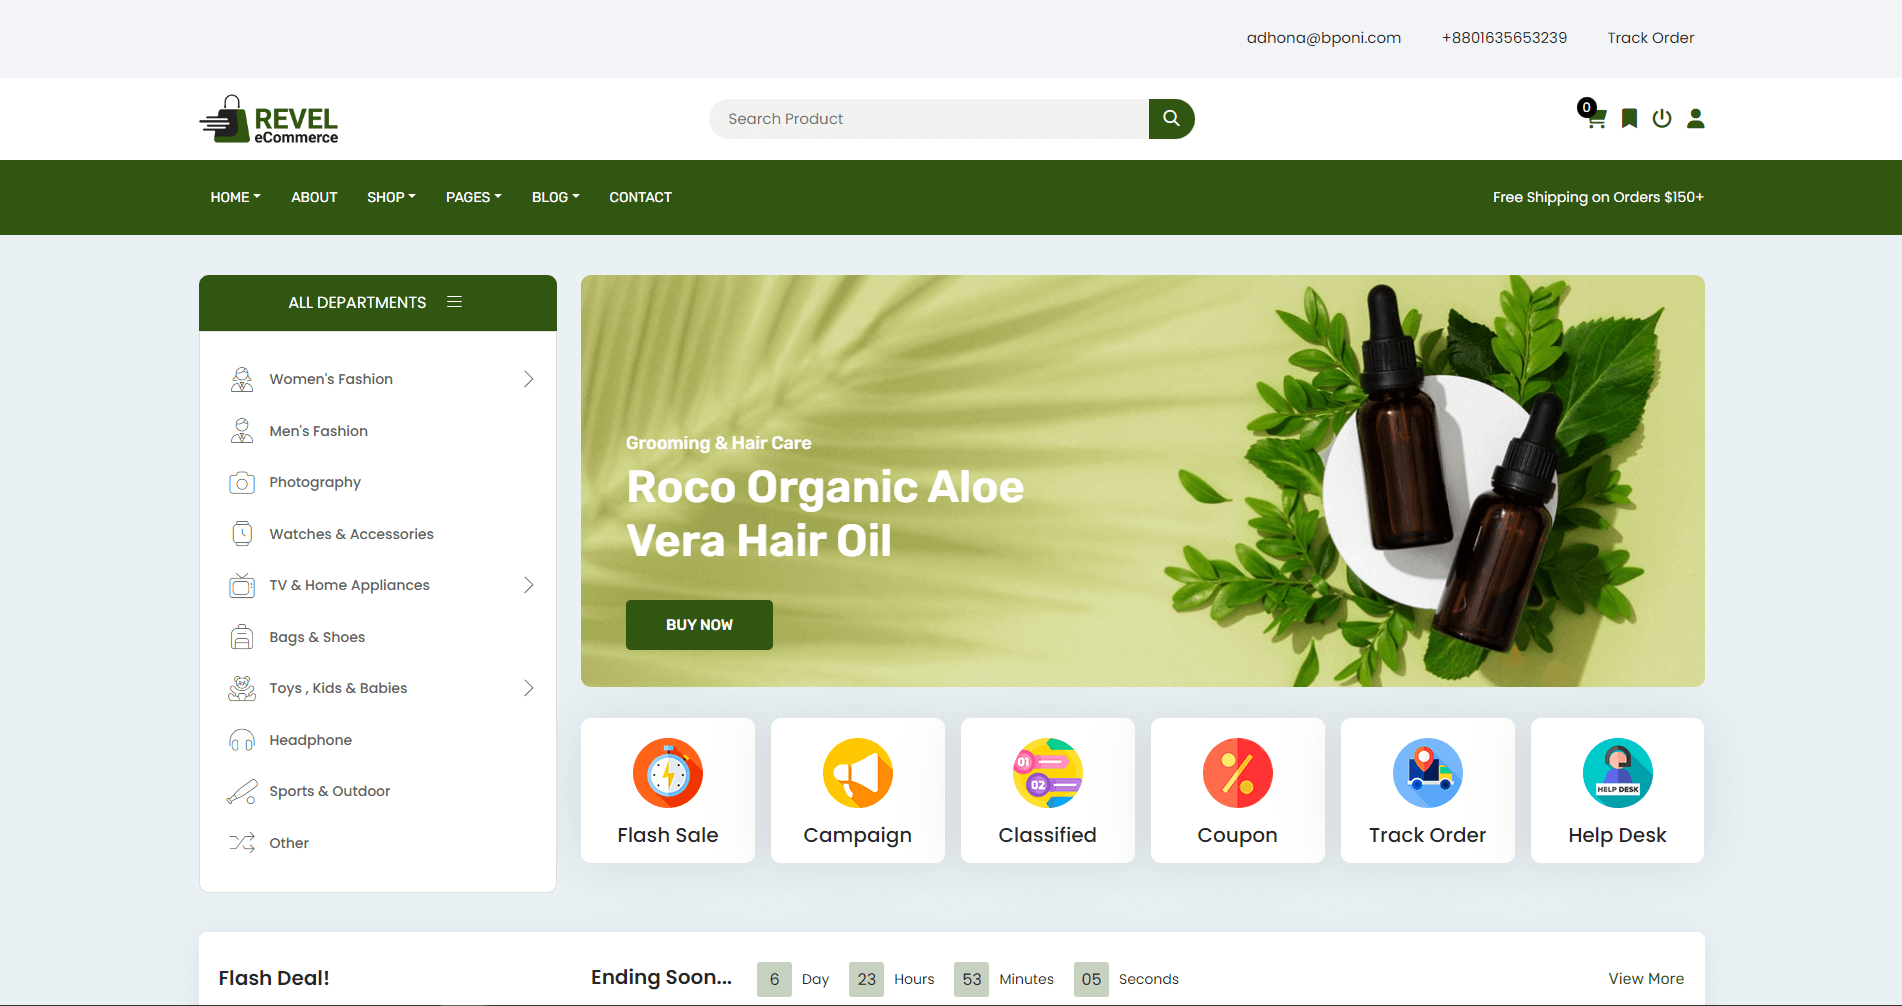 adhona@bponi.com +8801635653239 Track Order
REVEL
eCommerce
Search Product
0
HOME ABOUT SHOP PAGES BLOG CONTACT Free Shipping on Orders $150+
ALL DEPARTMENTS
Women's Fashion
Men's Fashion
Photography
Watches & Accessories
TV & Home Appliances
Bags & Shoes
Toys , Kids & Babies
Headphone
Sports & Outdoor
Other
Grooming & Hair Care
Roco Organic Aloe
Vera Hair Oil
BUY NOW
Flash Sale
Campaign
01
02
Classified
Coupon
Track Order
HELP DESK
Help Desk
Flash Deal! Ending Soon... 6 Day 23 Hours 53 Minutes 05 Seconds View More